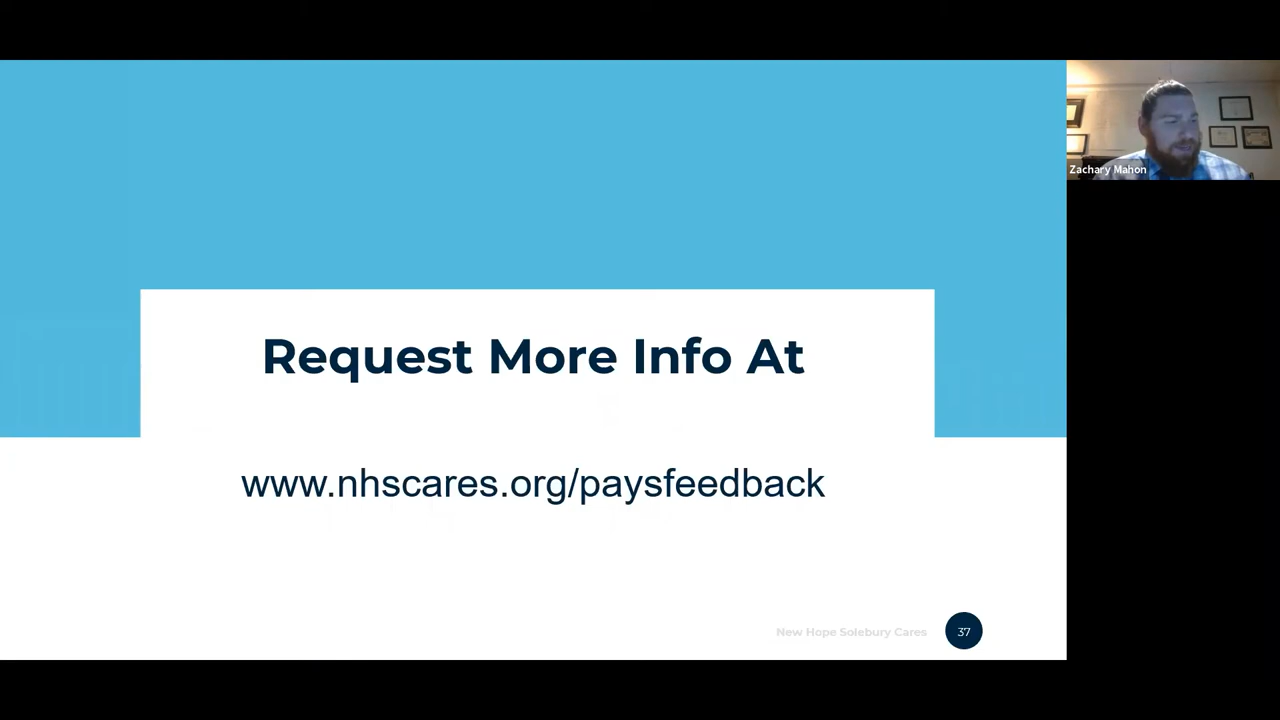 Zachary Mahon
Request More Info At
www.nhscares.org/paysfeedback
New Hope Solebury Cares
37